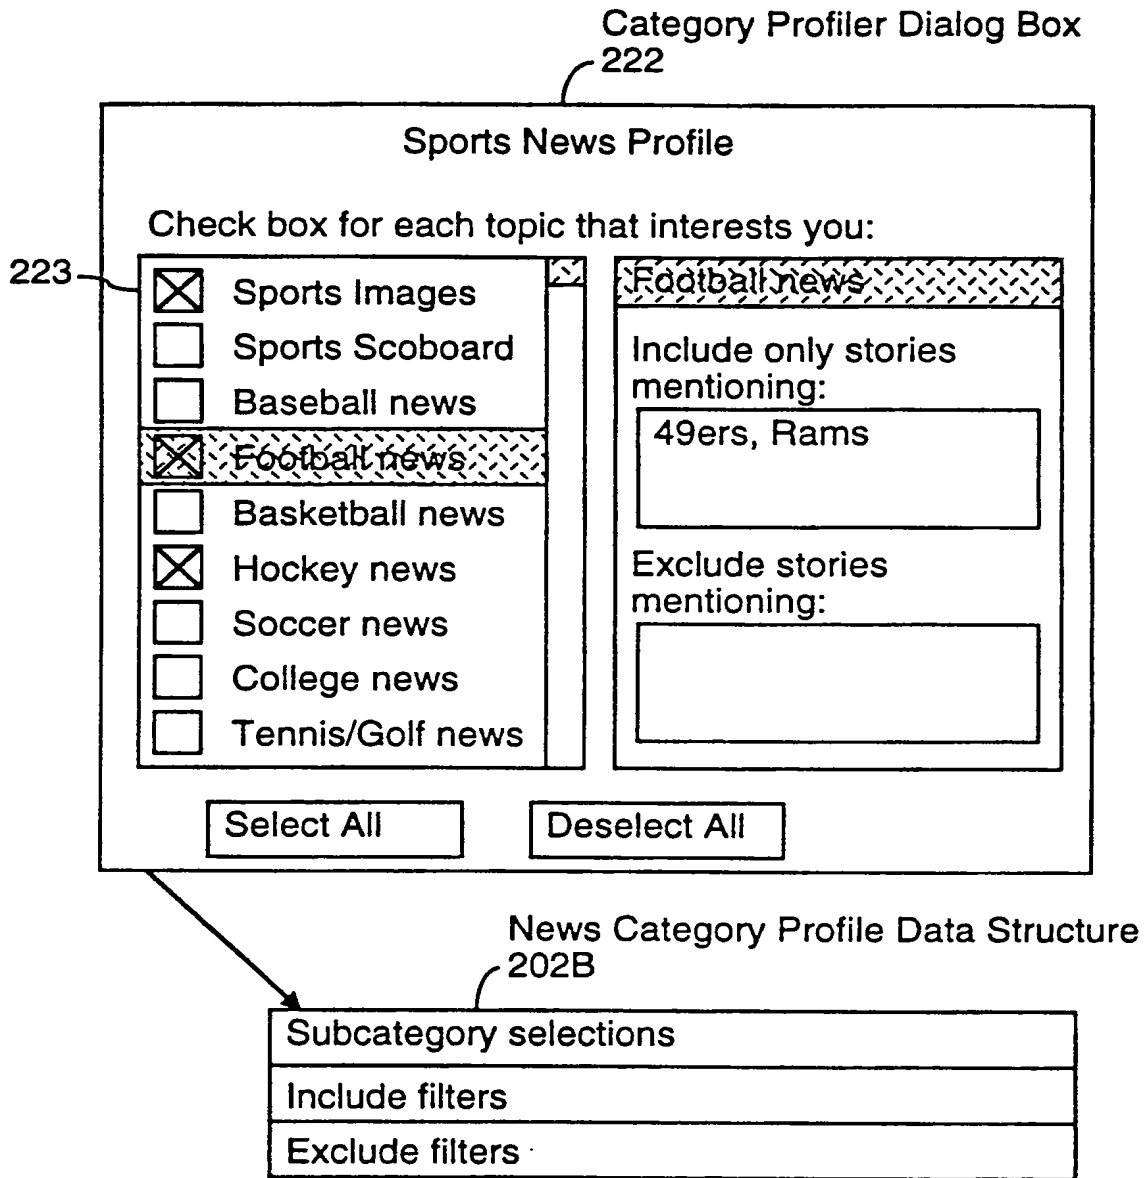 Category Profiler Dialog Box
222
Sports News Profile
Check box for each topic that interests you:
223
Sports Images
Sports Scoboard
Baseball news
Football news
Basketball news
Hockey news
Soccer news
College news
Tennis/Golf news
Football news
Include only stories
mentioning:
49ers, Rams
Exclude stories
mentioning:
Select All
Deselect All
News Category Profile Data Structure
202B
Subcategory selections
Include filters
Exclude filters